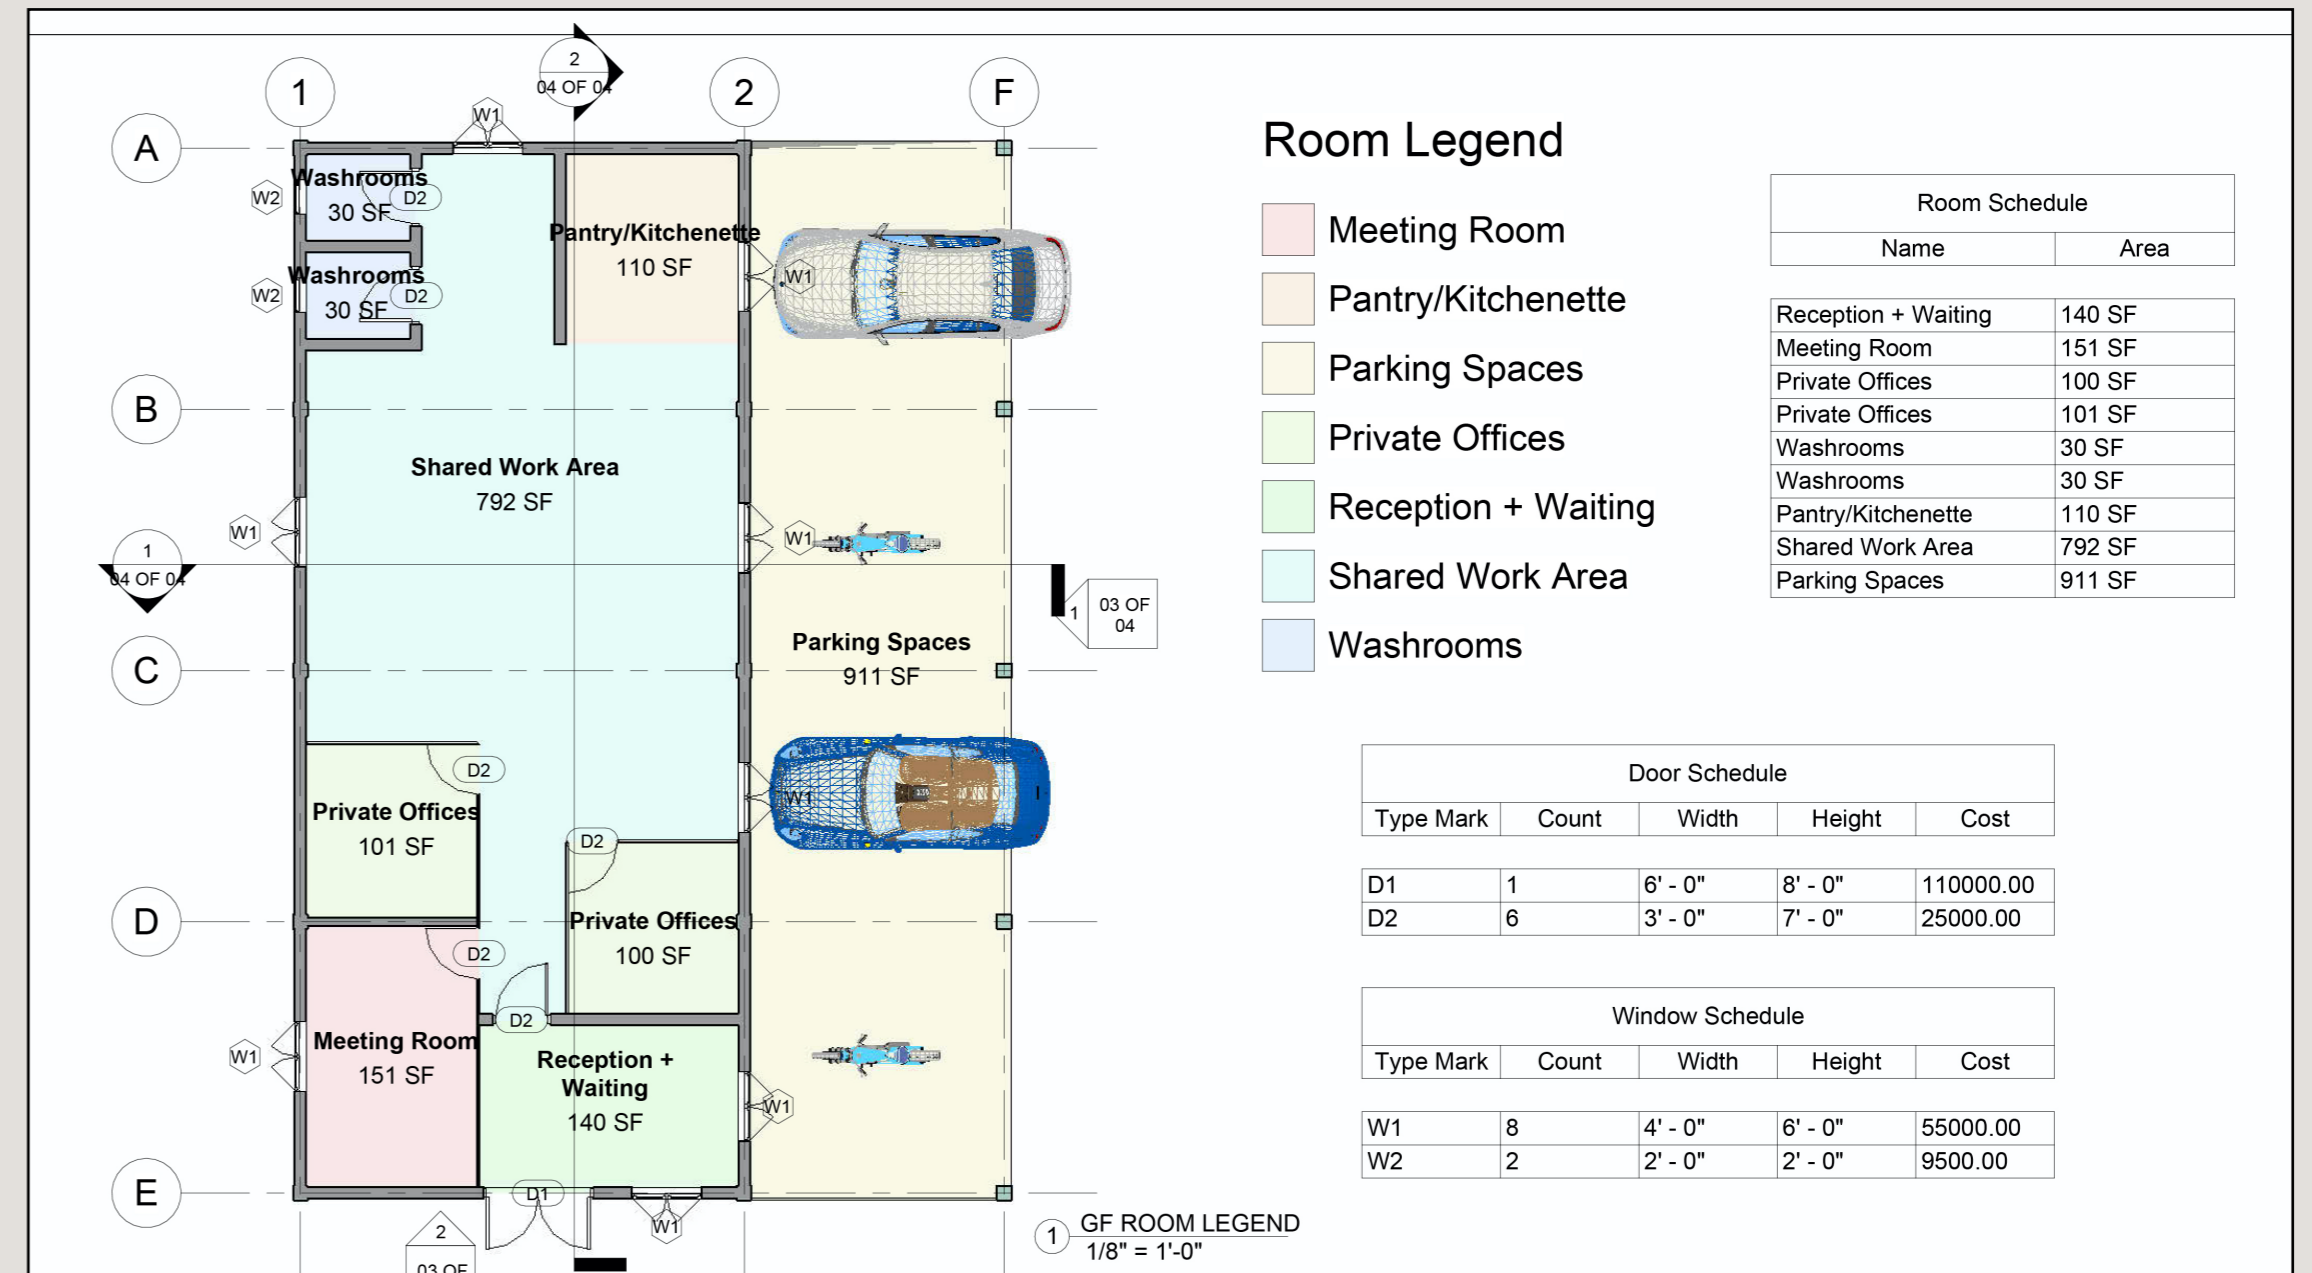 2
04 OF 04
1
2
F
W1
A
Washrooms
30 SF
W2
D2
Pantry/Kitchenette
110 SF
W1
Washrooms
30 SF
W2
D2
B
Shared Work Area
792 SF
W1
W1
1
04 OF 04
1
03 OF
04
C
Parking Spaces
911 SF
D2
W1
Private Offices
101 SF
D2
D
Private Offices
100 SF
D2
D2
Meeting Room
151 SF
W1
Reception +
Waiting
140 SF
W1
E
D1
W1
2
03 OF
1
GF ROOM LEGEND
1/8" = 1'-0"
Room Legend
Meeting Room
Pantry/Kitchenette
Parking Spaces
Private Offices
Reception + Waiting
Shared Work Area
Washrooms
Room Schedule
Name Area
Reception + Waiting 140 SF
Meeting Room 151 SF
Private Offices 100 SF
Private Offices 101 SF
Washrooms 30 SF
Washrooms 30 SF
Pantry/Kitchenette 110 SF
Shared Work Area 792 SF
Parking Spaces 911 SF
Door Schedule
Type Mark Count Width Height Cost
D1 1 6' - 0" 8' - 0" 110000.00
D2 6 3' - 0" 7' - 0" 25000.00
Window Schedule
Type Mark Count Width Height Cost
W1 8 4' - 0" 6' - 0" 55000.00
W2 2 2' - 0" 2' - 0" 9500.00